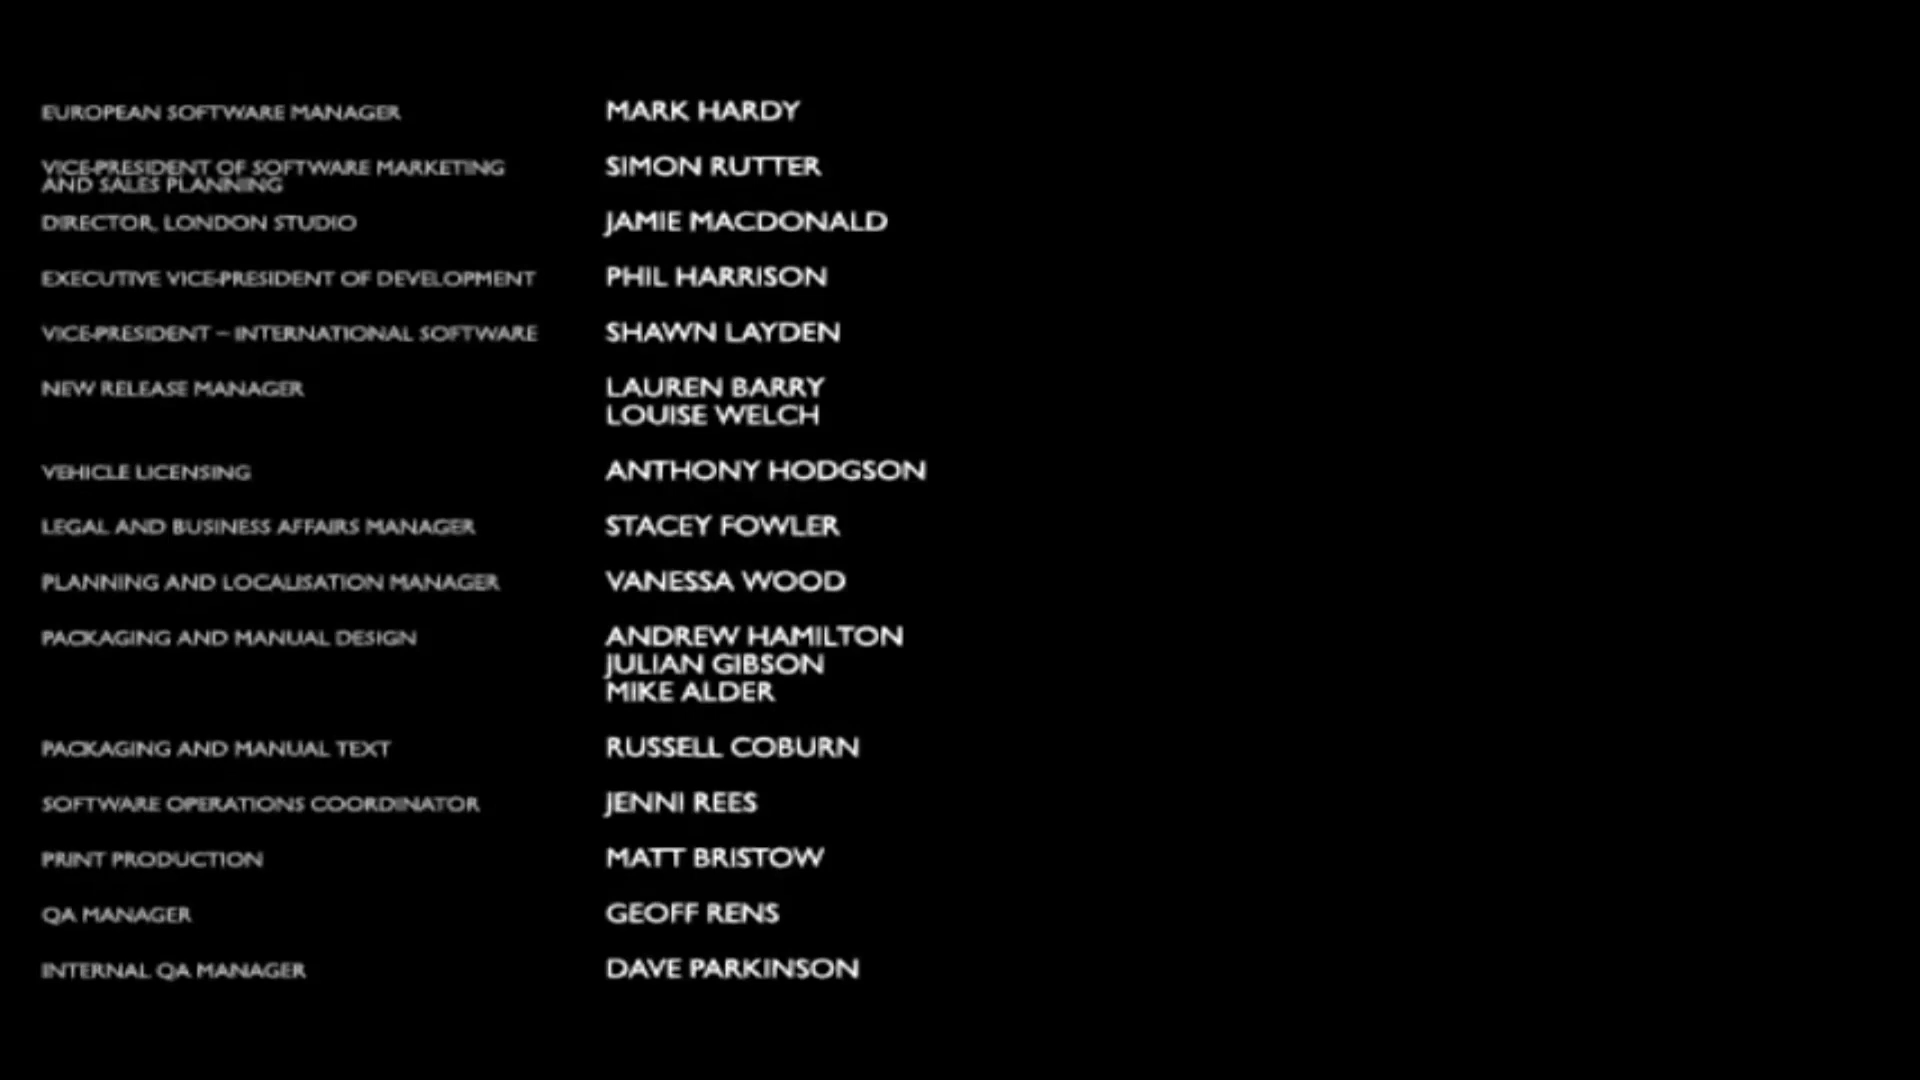 EUROPEAN SOFTWARE MANAGER MARK HARDY
VICE-PRESIDENT OF SOFTWARE MARKETING SIMON RUTTER
AND SALES PLANNING
DIRECTOR, LONDON STUDIO JAMIE MACDONALD
EXECUTIVE VICE-PRESIDENT OF DEVELOPMENT PHIL HARRISON
VICE-PRESIDENT – INTERNATIONAL SOFTWARE SHAWN LAYDEN
NEW RELEASE MANAGER LAUREN BARRY
LOUISE WELCH
VEHICLE LICENSING ANTHONY HODGSON
LEGAL AND BUSINESS AFFAIRS MANAGER STACEY FOWLER
PLANNING AND LOCALISATION MANAGER VANESSA WOOD
PACKAGING AND MANUAL DESIGN ANDREW HAMILTON
JULIAN GIBSON
MIKE ALDER
PACKAGING AND MANUAL TEXT RUSSELL COBURN
SOFTWARE OPERATIONS COORDINATOR JENNI REES
PRINT PRODUCTION MATT BRISTOW
QA MANAGER GEOFF RENS
INTERNAL QA MANAGER DAVE PARKINSON